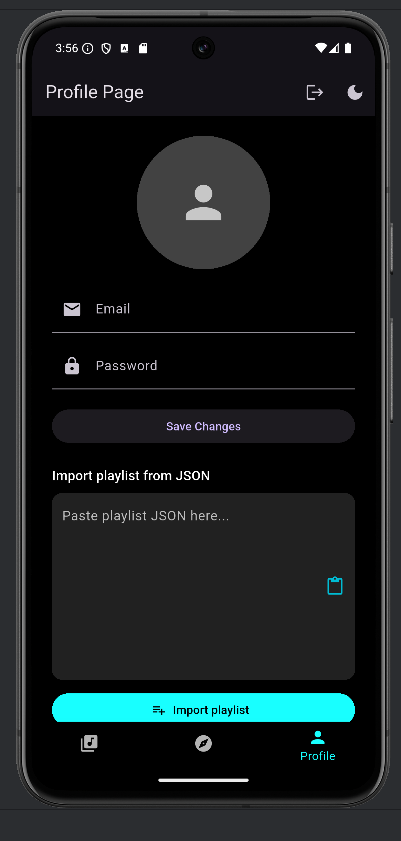 3:56
Profile Page
Email
Password
Save Changes
Import playlist from JSON
Paste playlist JSON here...
Import playlist
Profile